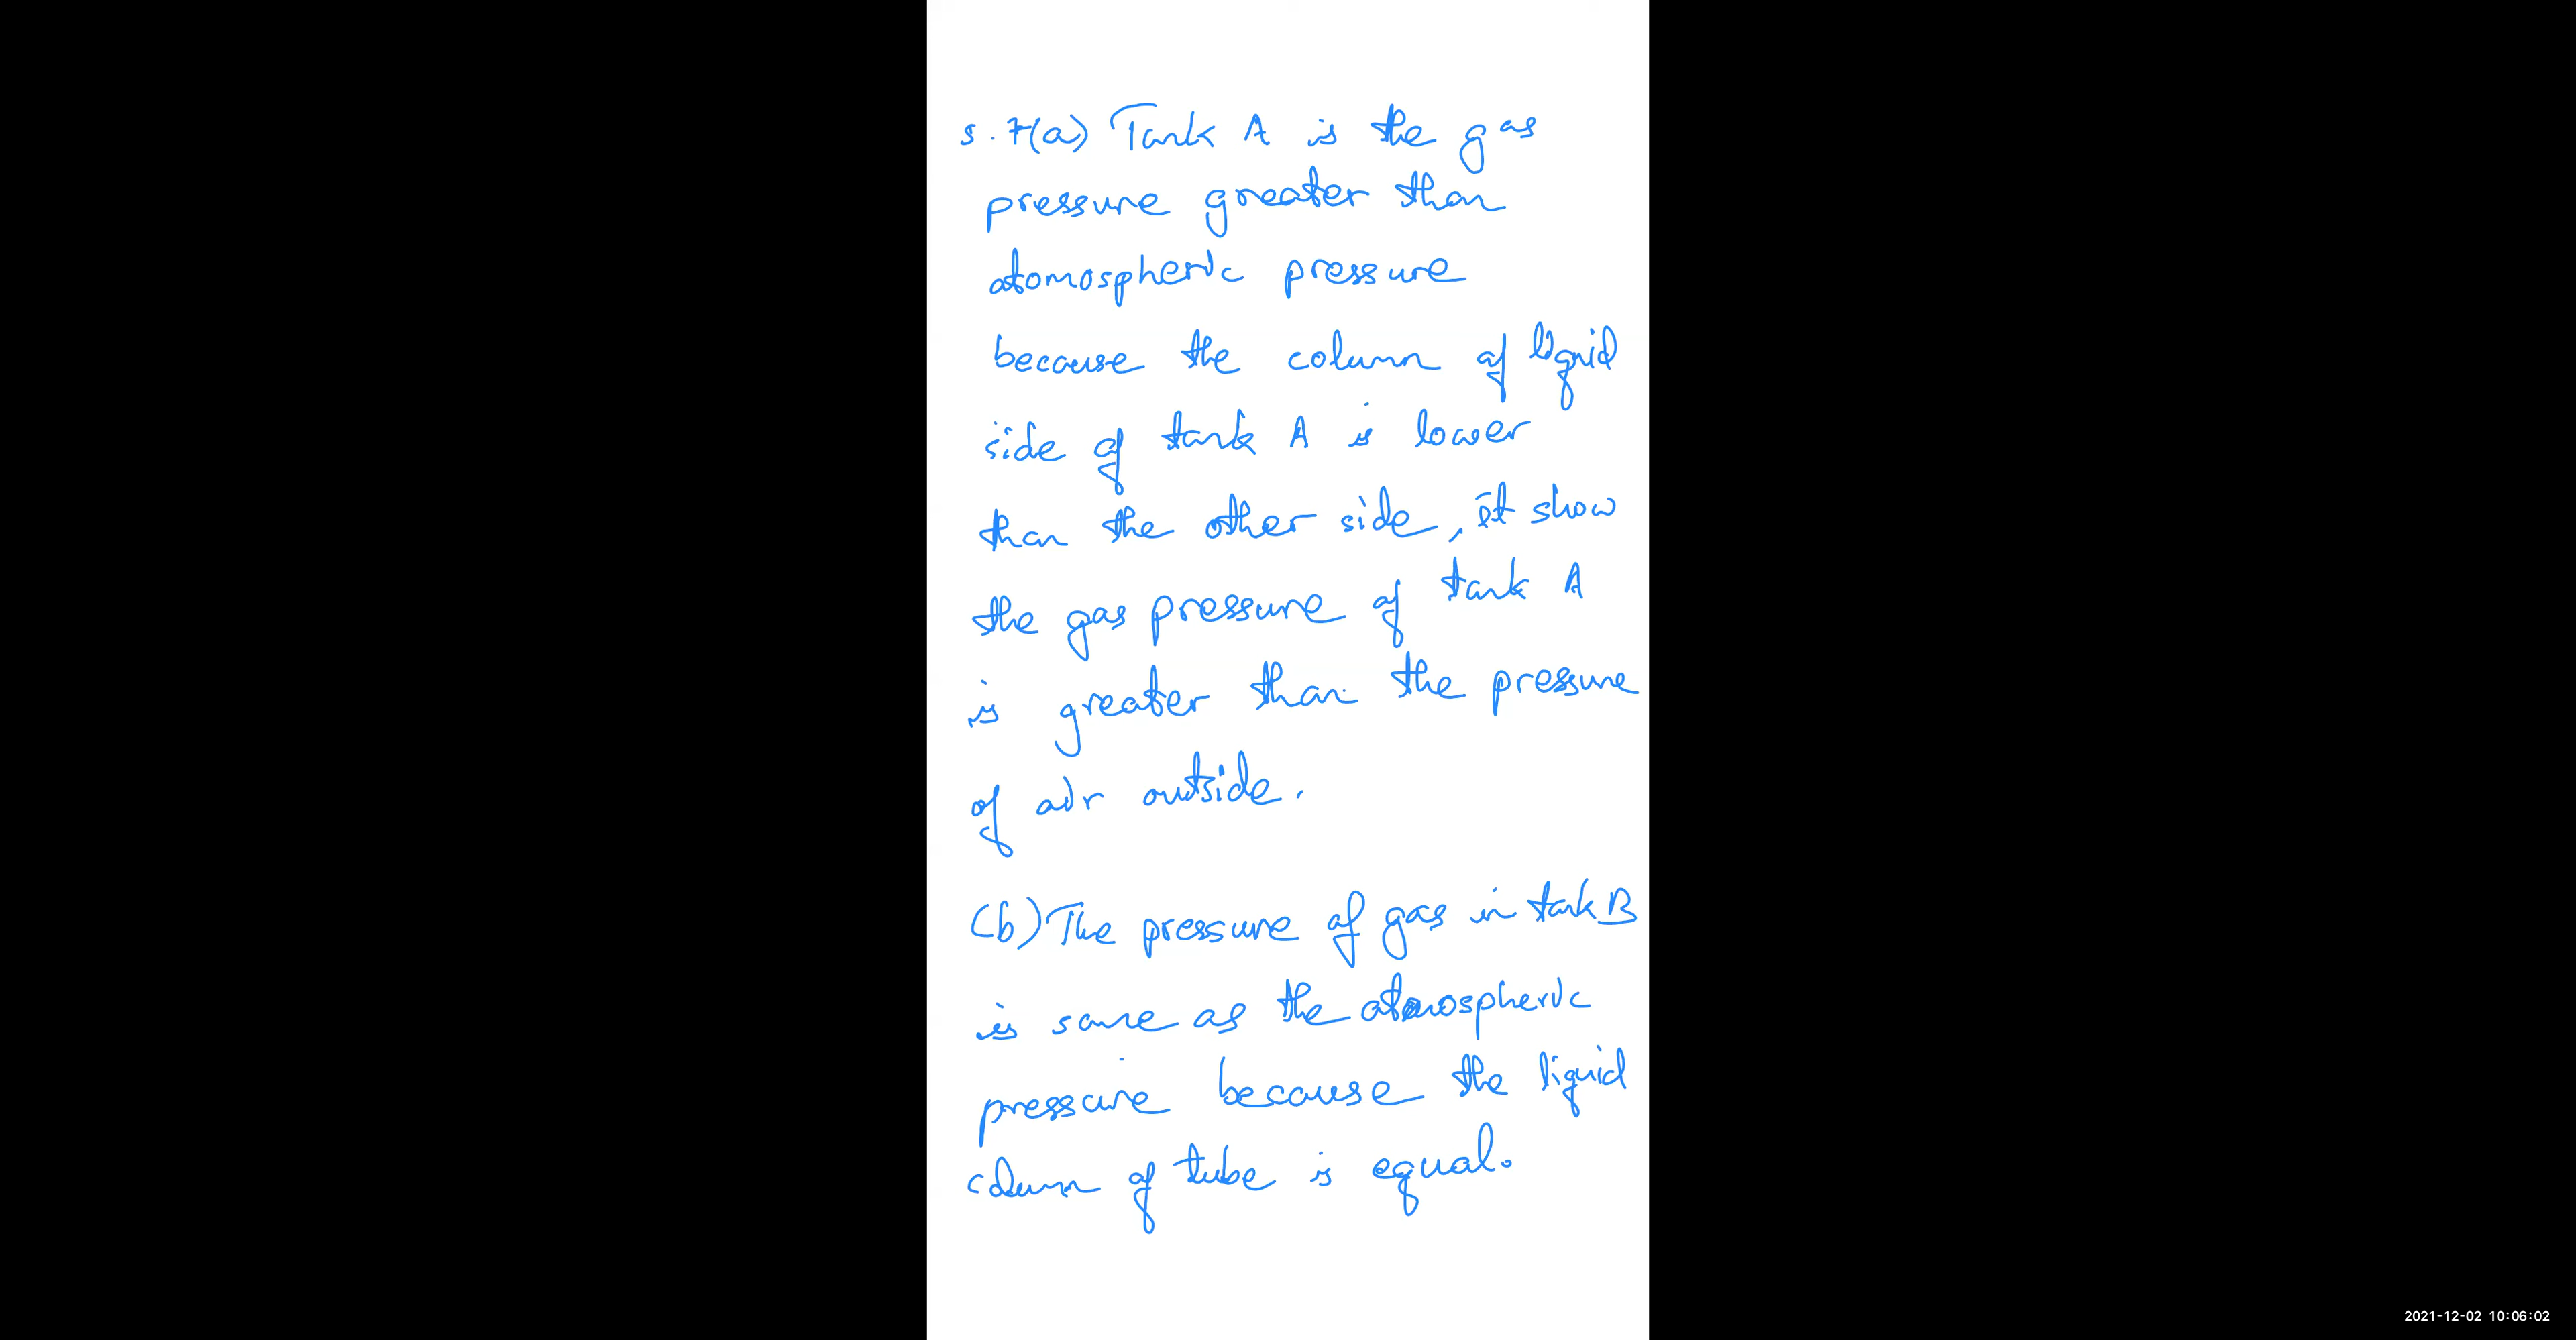 5.7(a) Tank A is the gas
pressure greater than
atomospheric pressure
because the column of liquid
side of tank A is lower
than the other side, it show
the gas pressure of tank A
is greater than the pressure
of air outside.
(b) The pressure of gas in tank B
is same as the atmospheric
pressure because the liquid
column of tube is equal.
2021-12-02 10:06:02